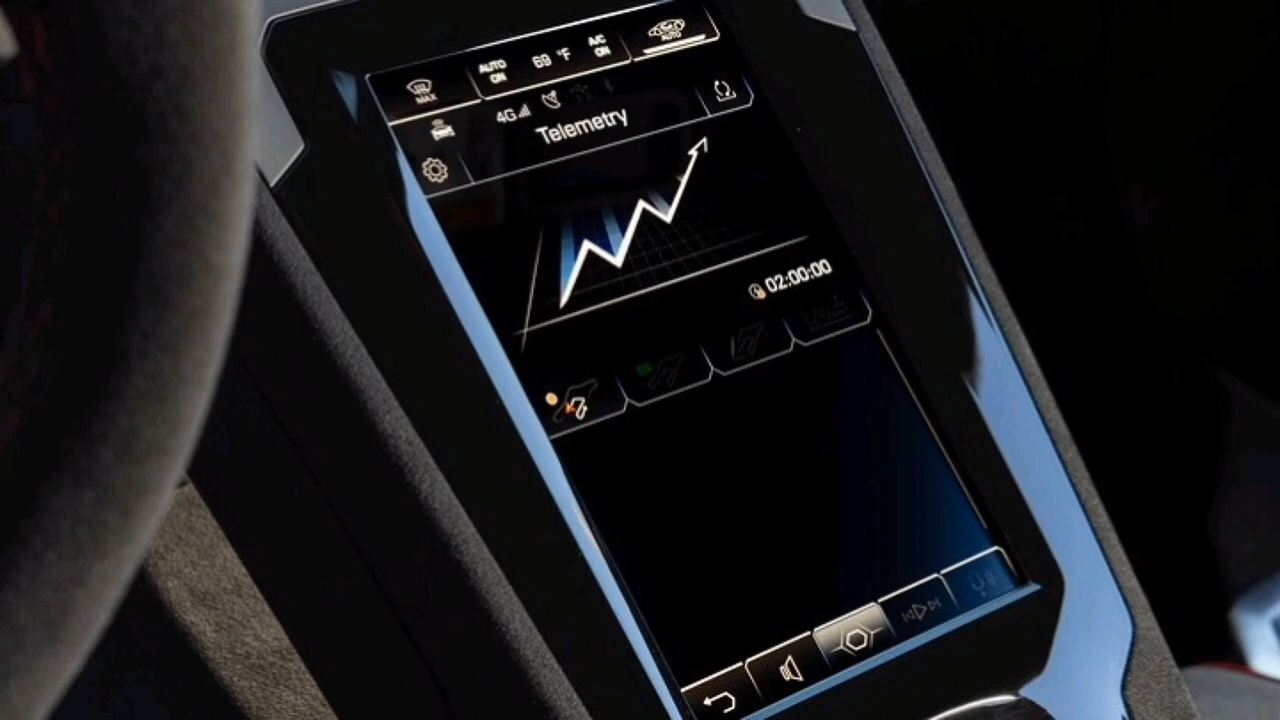 MAX
AUTO ON
69 °F
A/C ON
AUTO
4G
Telemetry
02:00:00